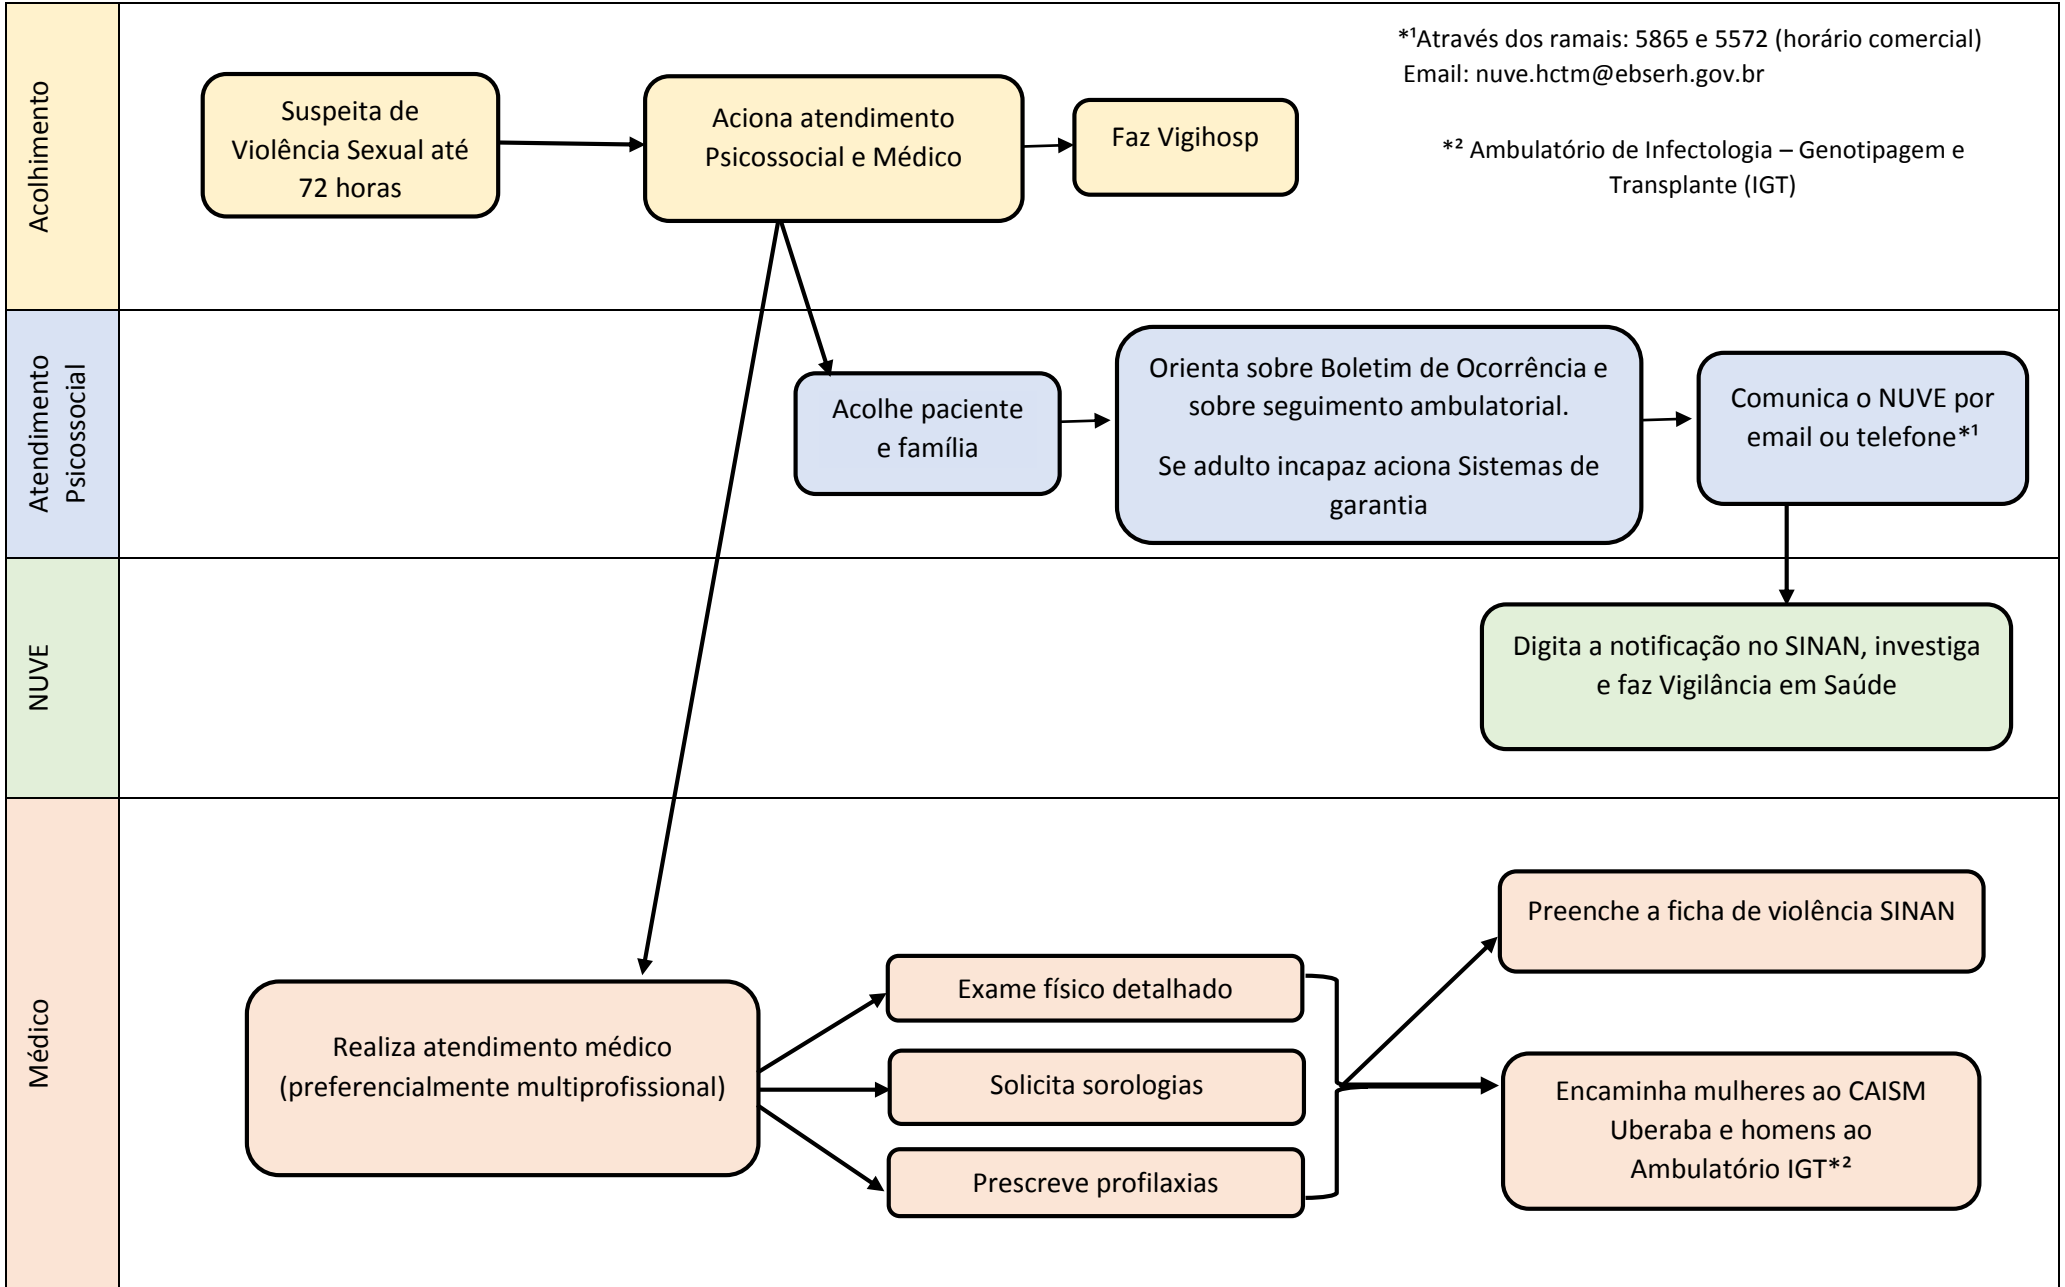 Acolhimento
Suspeita de
Violência Sexual até
72 horas
Aciona atendimento
Psicossocial e Médico
Faz Vigihosp
*¹Através dos ramais: 5865 e 5572 (horário comercial)
Email: nuve.hctm@ebserh.gov.br
*² Ambulatório de Infectologia – Genotipagem e
Transplante (IGT)
Atendimento
Psicossocial
Acolhe paciente
e família
Orienta sobre Boletim de Ocorrência e
sobre seguimento ambulatorial.
Se adulto incapaz aciona Sistemas de
garantia
Comunica o NUVE por
email ou telefone*¹
NUVE
Digita a notificação no SINAN, investiga
e faz Vigilância em Saúde
Médico
Realiza atendimento médico
(preferencialmente multiprofissional)
Exame físico detalhado
Solicita sorologias
Prescreve profilaxias
Preenche a ficha de violência SINAN
Encaminha mulheres ao CAISM
Uberaba e homens ao
Ambulatório IGT*²